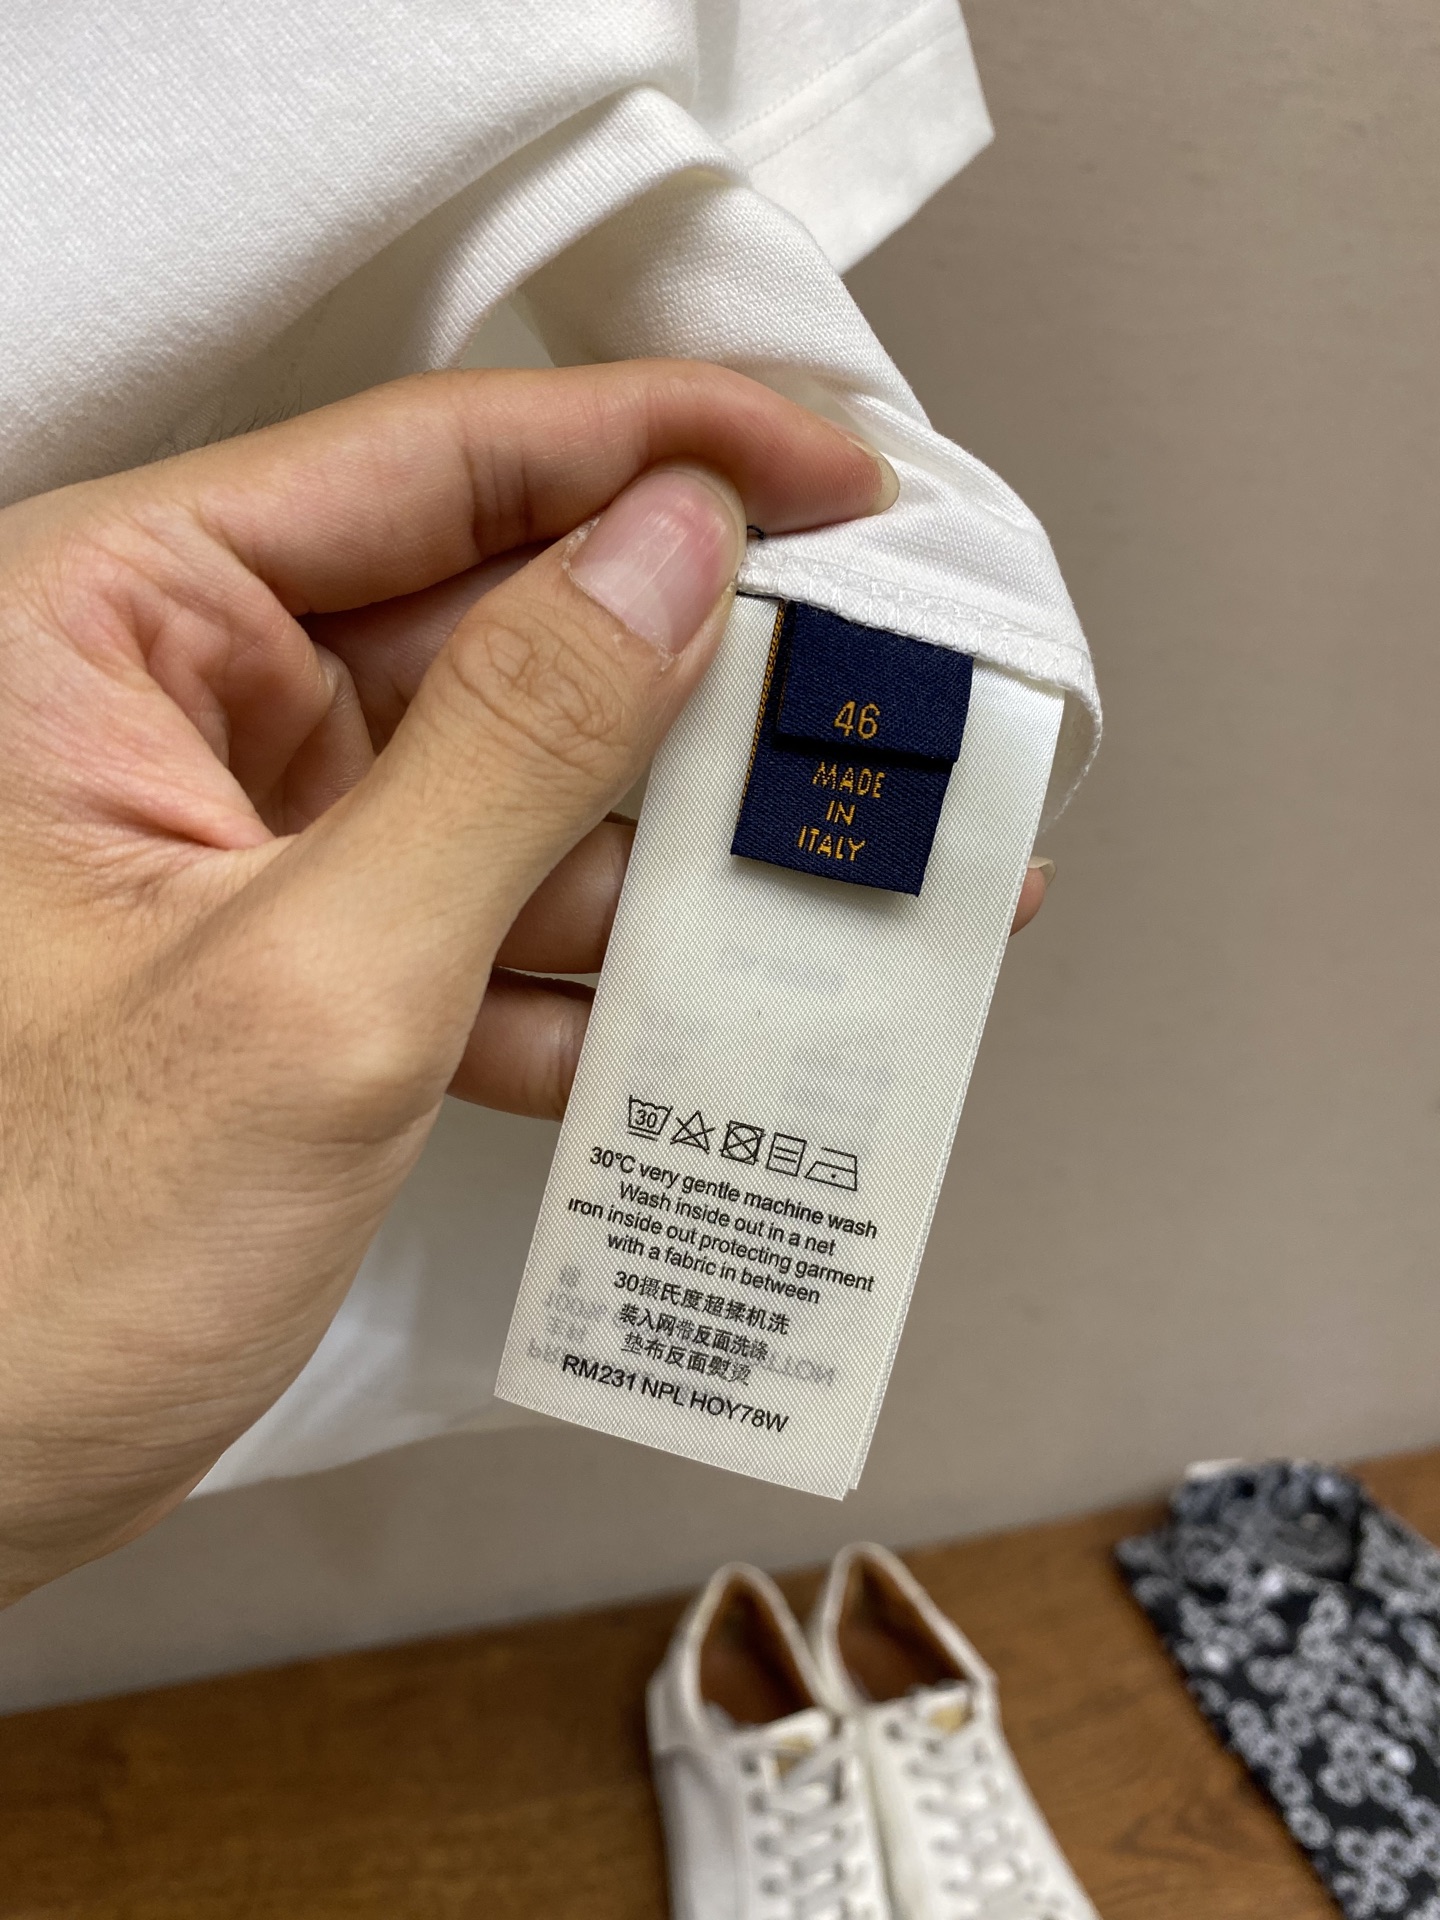 46
MADE
IN
ITALY
30
30℃ very gentle machine wash
Wash inside out in a net
Iron inside out protecting garment
with a fabric in between
30摄氏度超揉机洗
装入网带反面洗涤
垫布反面熨烫
RM231 NPL HOY78W